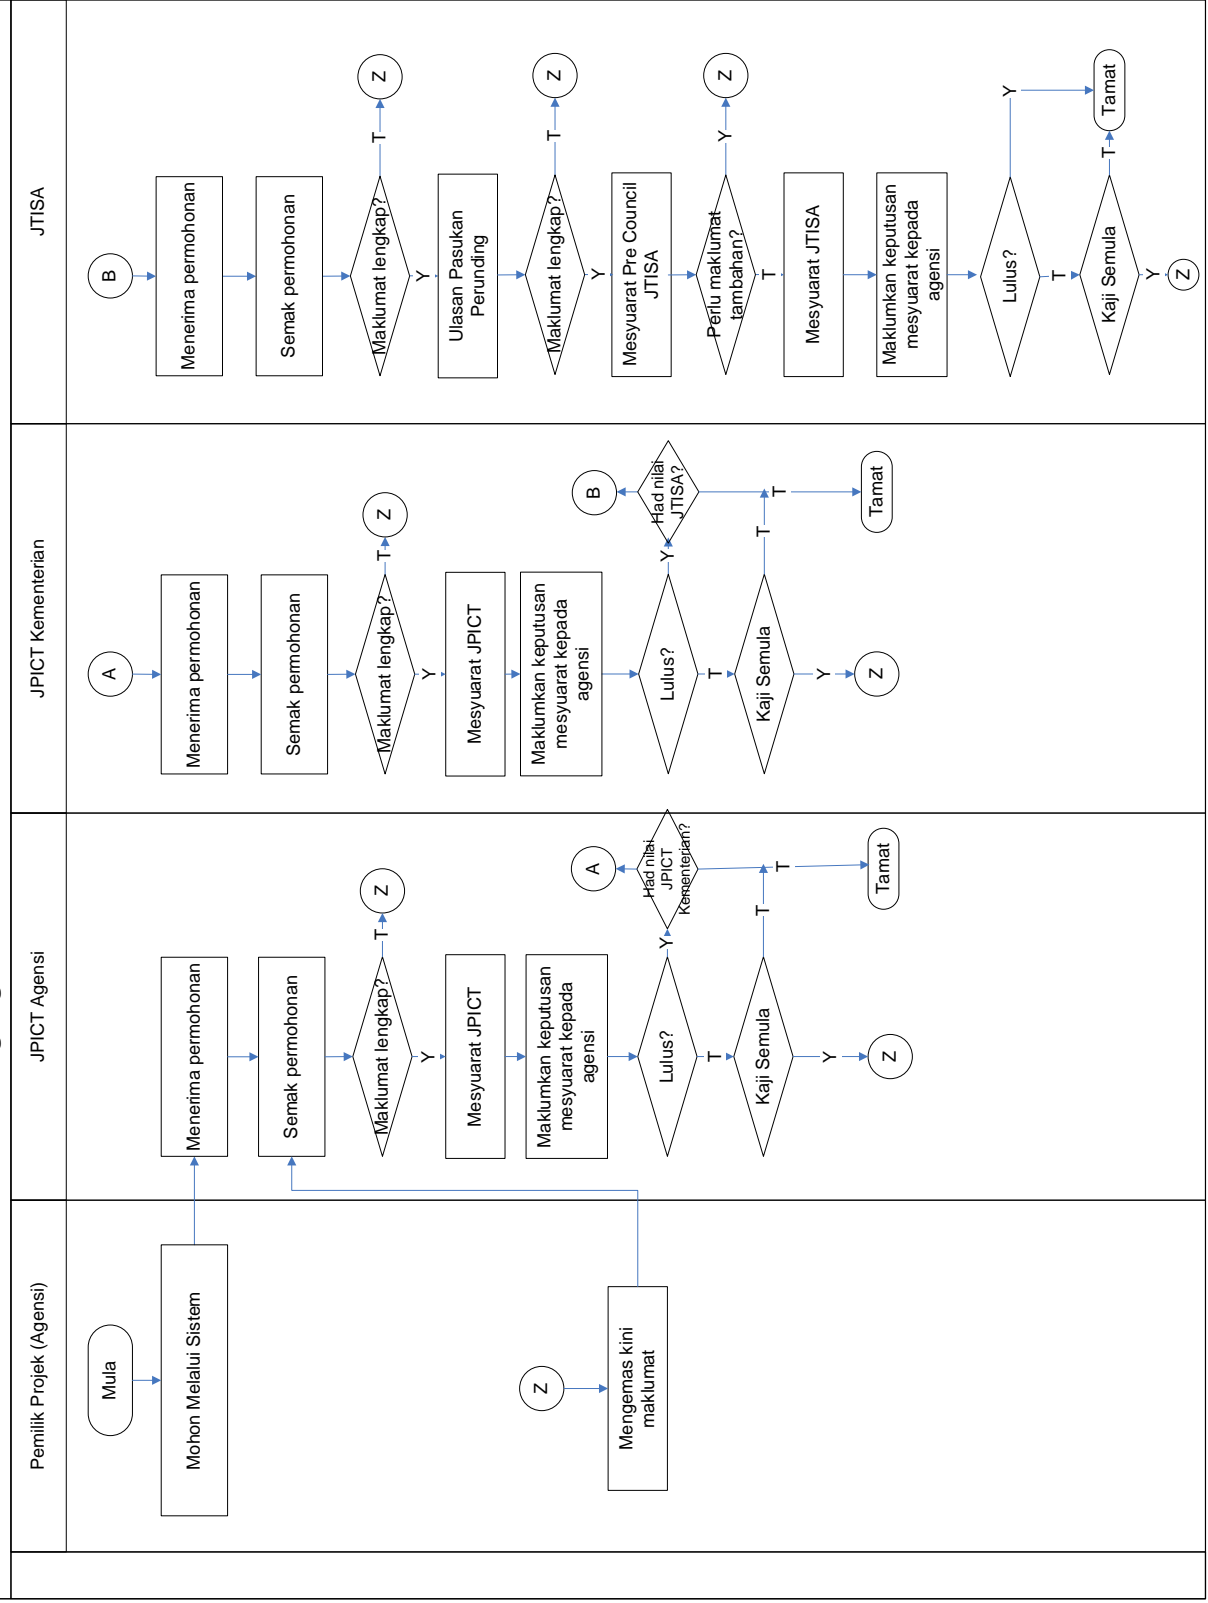 Pemilik Projek (Agensi)
Mula
Mohon Melalui Sistem
Z
Mengemas kini
maklumat
JPICT Agensi
Menerima permohonan
Semak permohonan
Maklumat lengkap?
T
Z
Y
Mesyuarat JPICT
Maklumkan keputusan
mesyuarat kepada
agensi
Lulus?
Y
Had nilai
JPICT
Kementerian?
A
T
Tamat
T
Kaji Semula
T
Y
Z
JPICT Kementerian
A
Menerima permohonan
Semak permohonan
Maklumat lengkap?
T
Z
Y
Mesyuarat JPICT
Maklumkan keputusan
mesyuarat kepada
agensi
Lulus?
Y
Had nilai
JTISA?
B
T
Tamat
T
Kaji Semula
T
Y
Z
JTISA
B
Menerima permohonan
Semak permohonan
Maklumat lengkap?
T
Z
Y
Ulasan Pasukan
Perunding
Maklumat lengkap?
T
Z
Y
Mesyuarat Pre Council
JTISA
Perlu maklumat
tambahan?
Y
Z
T
Mesyuarat JTISA
Maklumkan keputusan
mesyuarat kepada
agensi
Lulus?
Y
Tamat
T
Kaji Semula
T
Y
Z